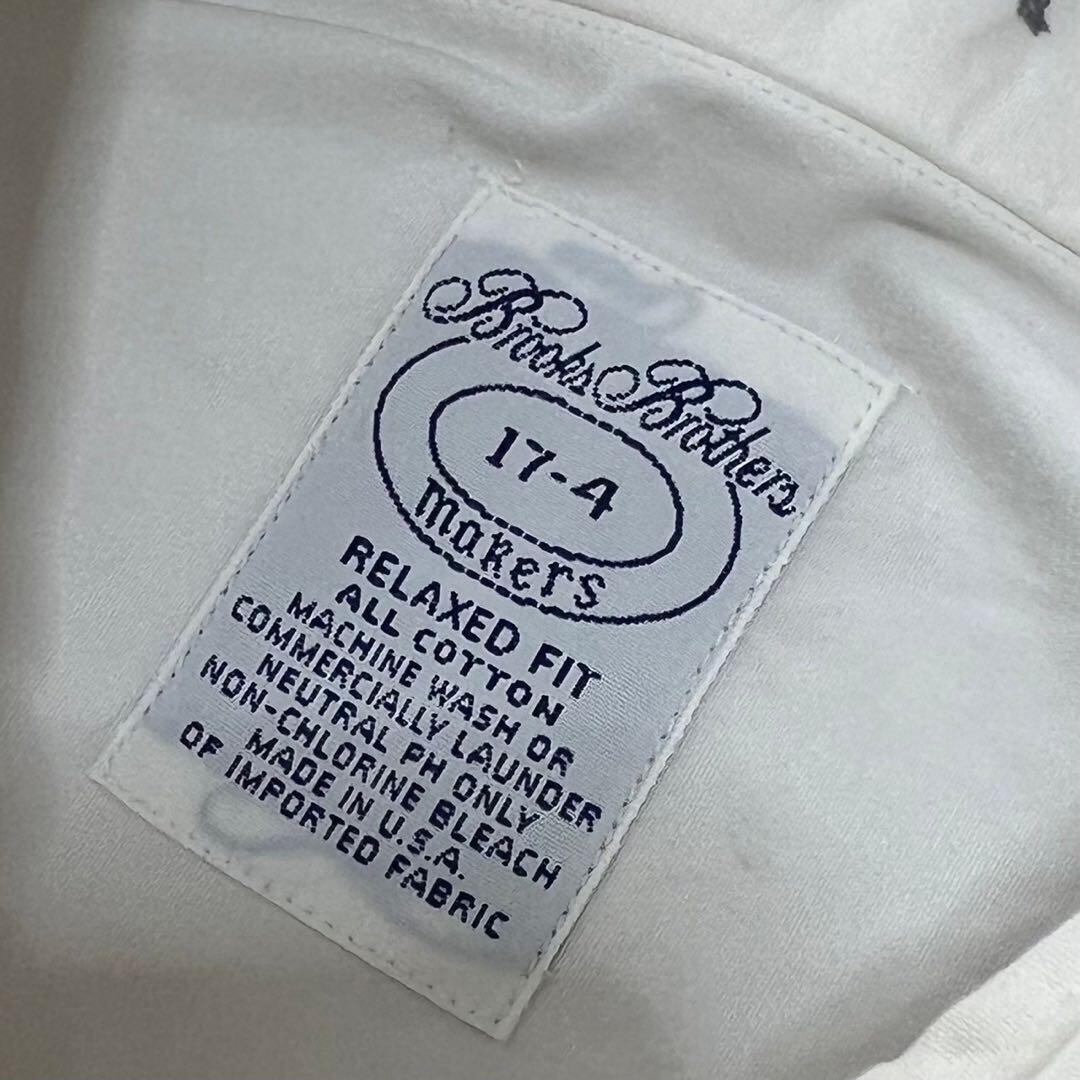 Brooks Brothers
17-4
Makers
RELAXED FIT
ALL COTTON
MACHINE WASH OR
COMMERCIALLY LAUNDER
NEUTRAL PH ONLY
NON-CHLORINE BLEACH
MADE IN U.S.A.
OF IMPORTED FABRIC